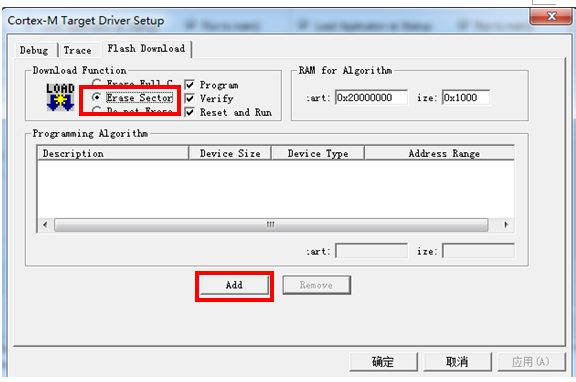 Cortex-M Target Driver Setup
Debug
Trace
Flash Download
Download Function
LOAD
Erase Full C
Erase Sector
Do not Erase
Program
Verify
Reset and Run
RAM for Algorithm
:art: 0x20000000
ize: 0x1000
Programming Algorithm
Description
Device Size
Device Type
Address Range
:art:
ize:
Add
Remove
确定
取消
应用(A)